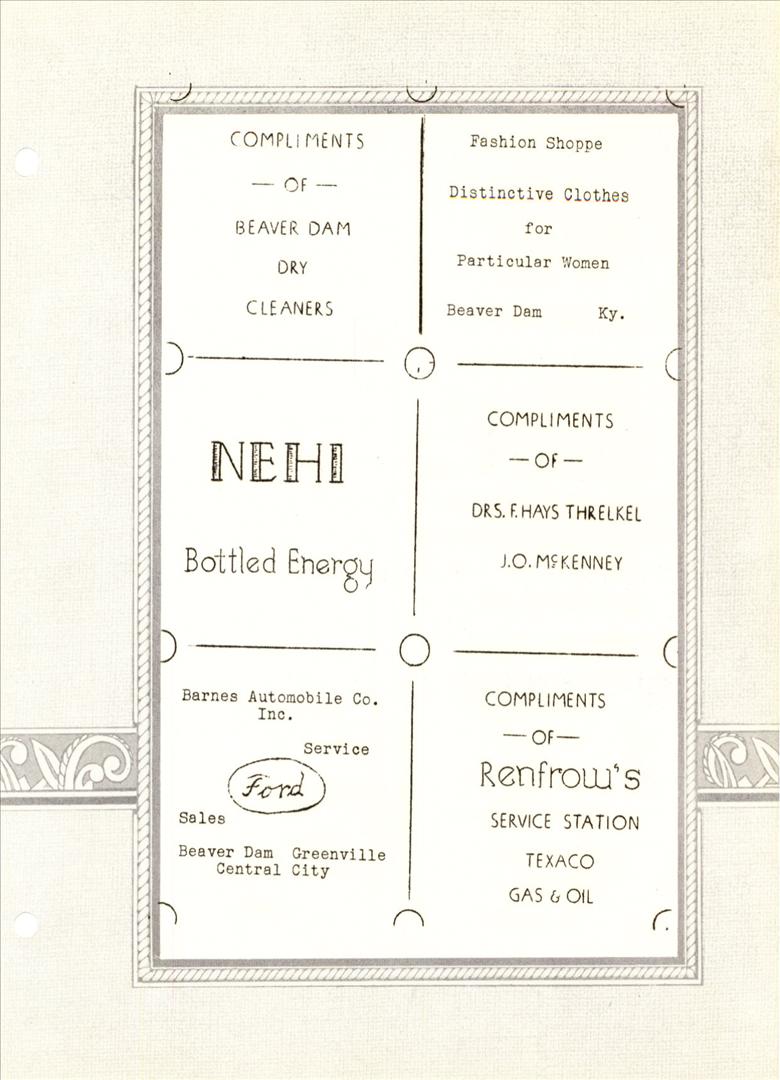 COMPLIMENTS
— OF —
BEAVER DAM
DRY
CLEANERS
Fashion Shoppe
Distinctive Clothes
for
Particular Women
Beaver Dam Ky.
NEHI
Bottled Energy
COMPLIMENTS
— OF —
DRS. F. HAYS THRELKEL
J.O. McKENNEY
Barnes Automobile Co.
Inc.
Service
Ford
Sales
Beaver Dam Greenville
Central City
COMPLIMENTS
— OF —
Renfrow's
SERVICE STATION
TEXACO
GAS & OIL